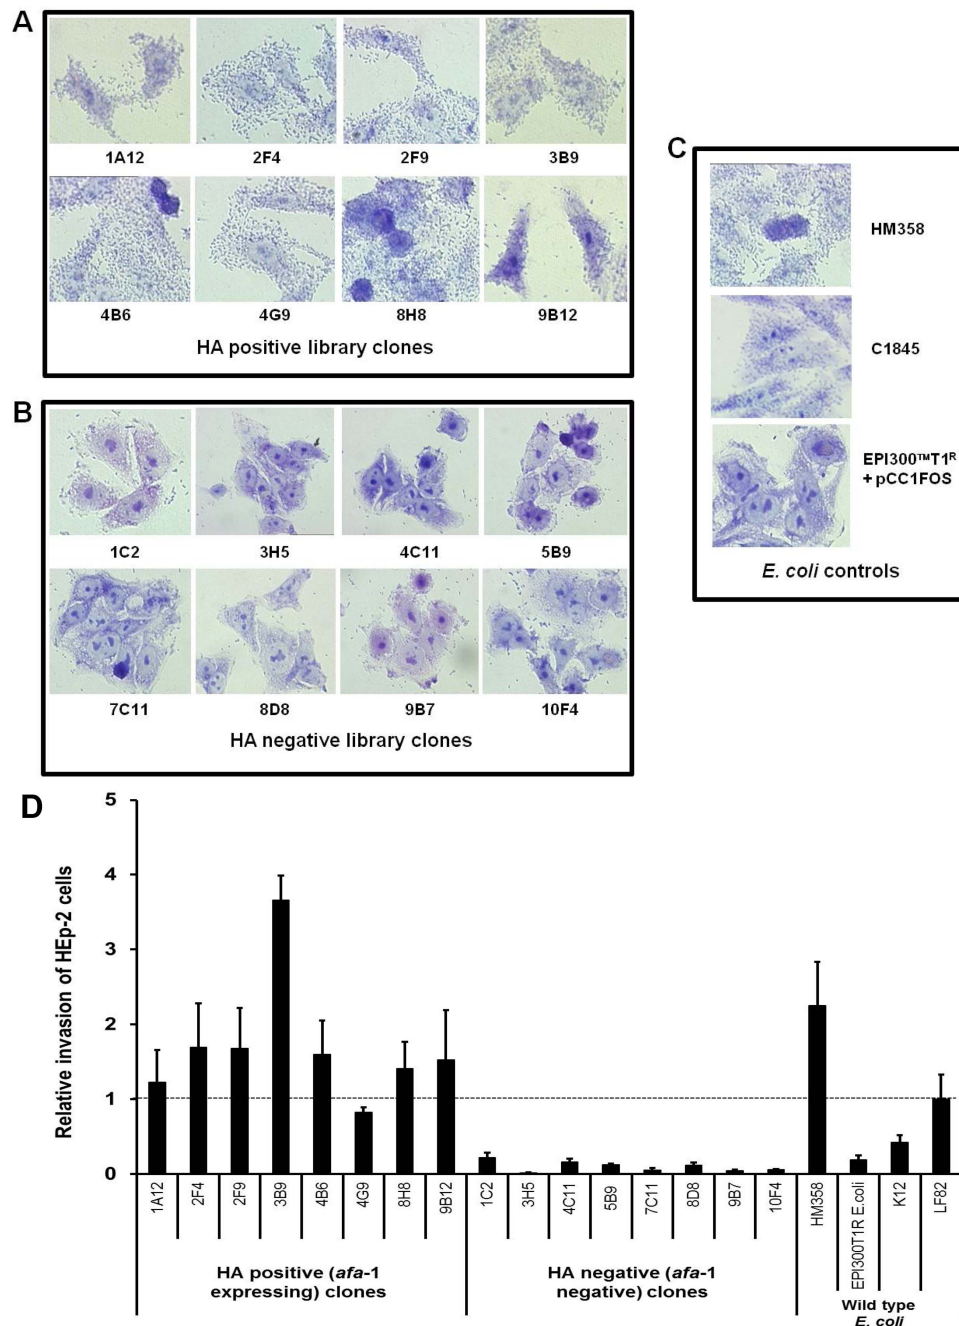 A
1A12 2F4 2F9 3B9
4B6 4G9 8H8 9B12
HA positive library clones
B
1C2 3H5 4C11 5B9
7C11 8D8 9B7 10F4
HA negative library clones
C
HM358
C1845
EPI300™T1ᴿ
+ pCC1FOS
E. coli controls
D
Relative invasion of HEp-2 cells
5
4
3
2
1
0
1A12 2F4 2F9 3B9 4B6 4G9 8H8 9B12 1C2 3H5 4C11 5B9 7C11 8D8 9B7 10F4 HM358 EPI300T1R E.coli K12 LF82
HA positive (afa-1
expressing) clones
HA negative (afa-1
negative) clones
Wild type
E. coli